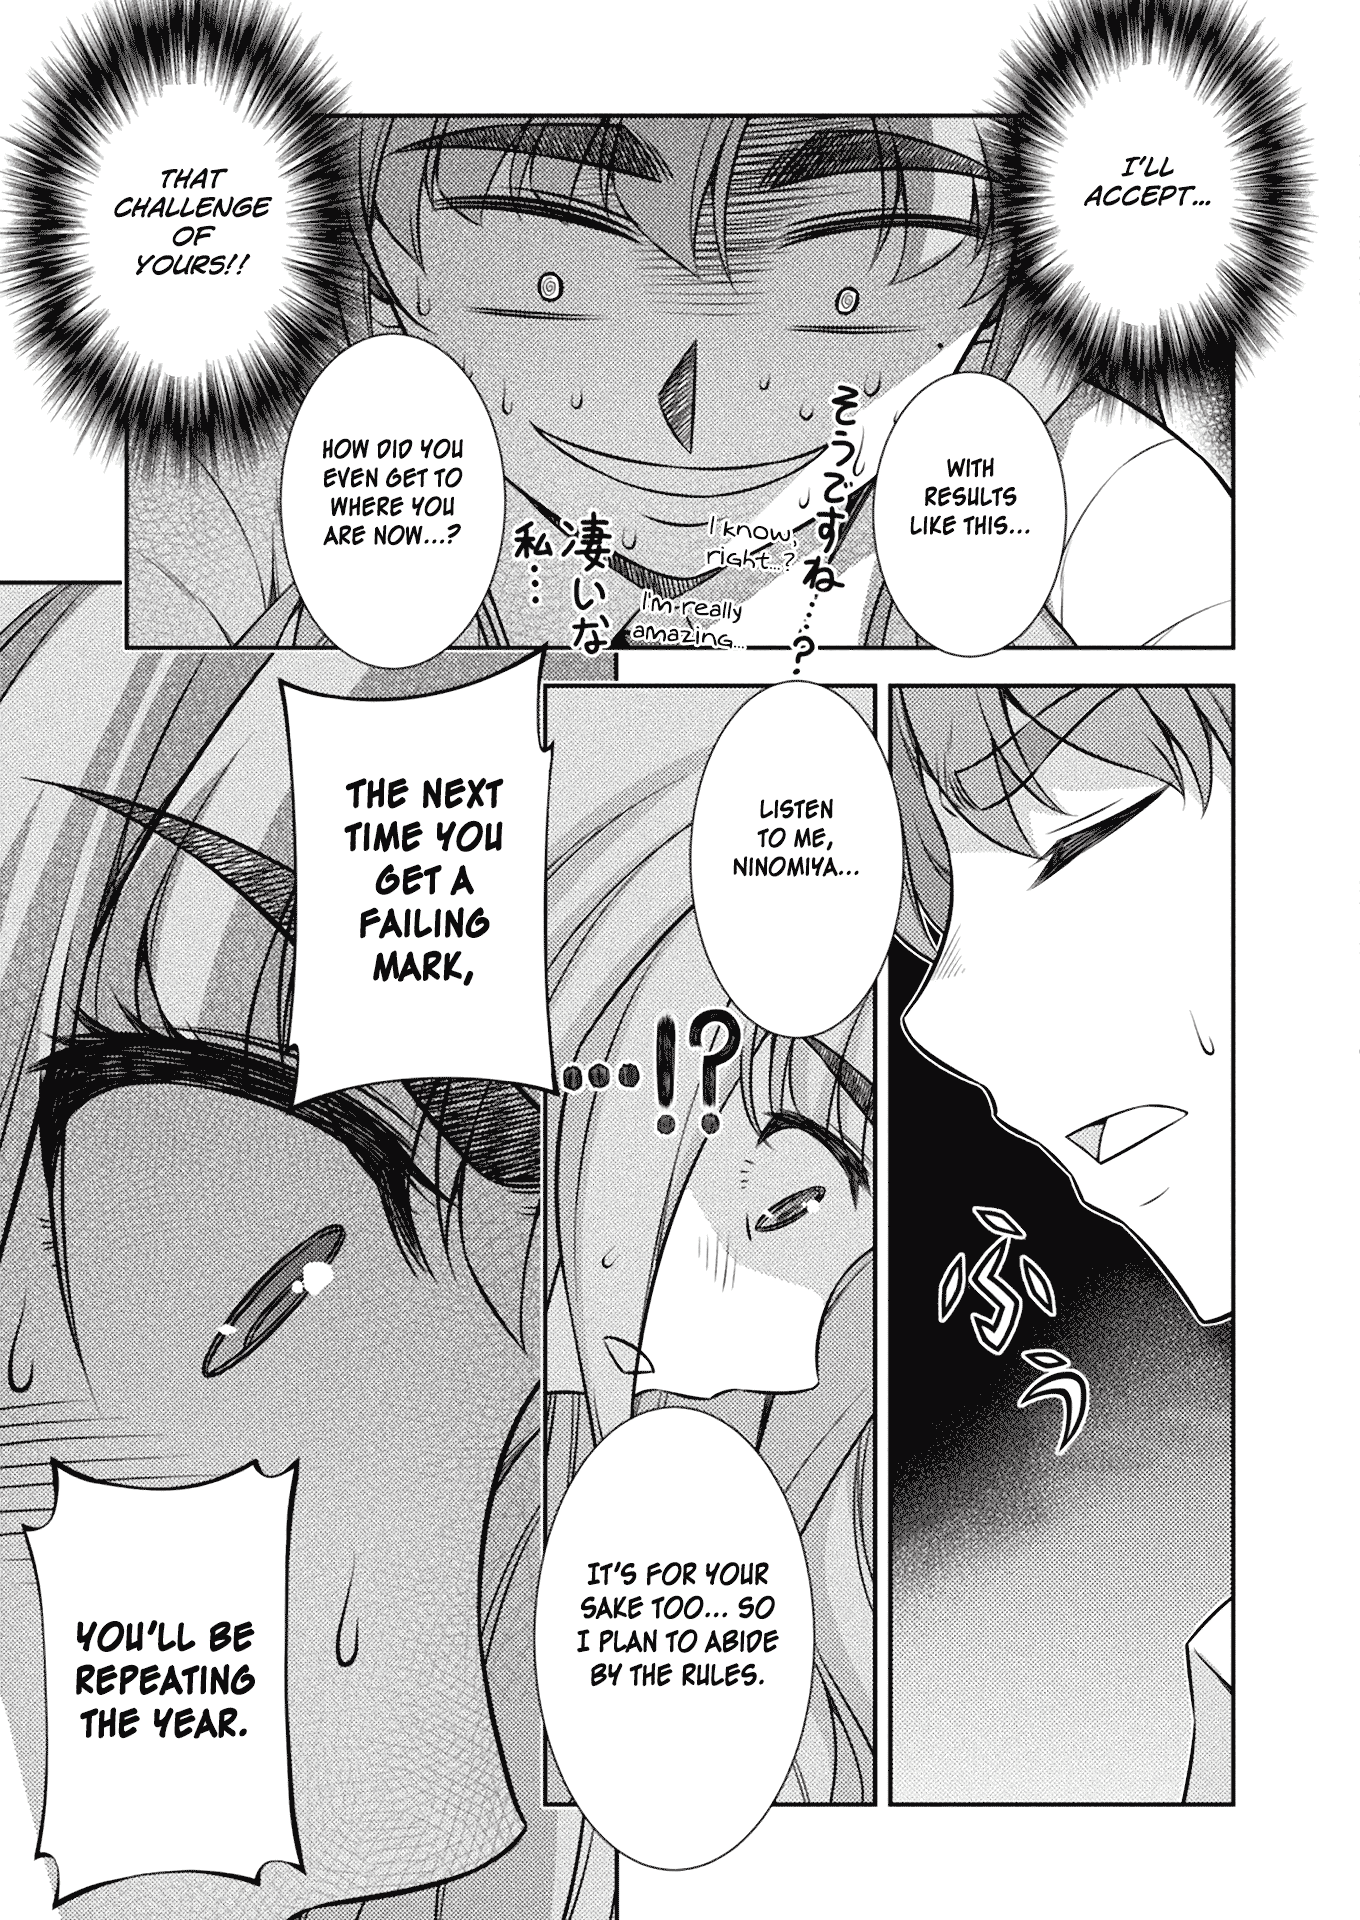 I'LL
ACCEPT...
THAT
CHALLENGE
OF
YOURS!!
WITH
RESULTS
LIKE THIS...
そうですね……？
I know,
right...?
HOW DID YOU
EVEN GET TO
WHERE YOU
ARE NOW...?
凄いな
私…
I'm really
amazing...
ふぅ
LISTEN
TO ME,
NINOMIYA...
…!?
IT'S FOR YOUR
SAKE TOO... SO
I PLAN TO ABIDE
BY THE RULES.
THE NEXT
TIME YOU
GET A
FAILING
MARK,
YOU'LL BE
REPEATING
THE YEAR.